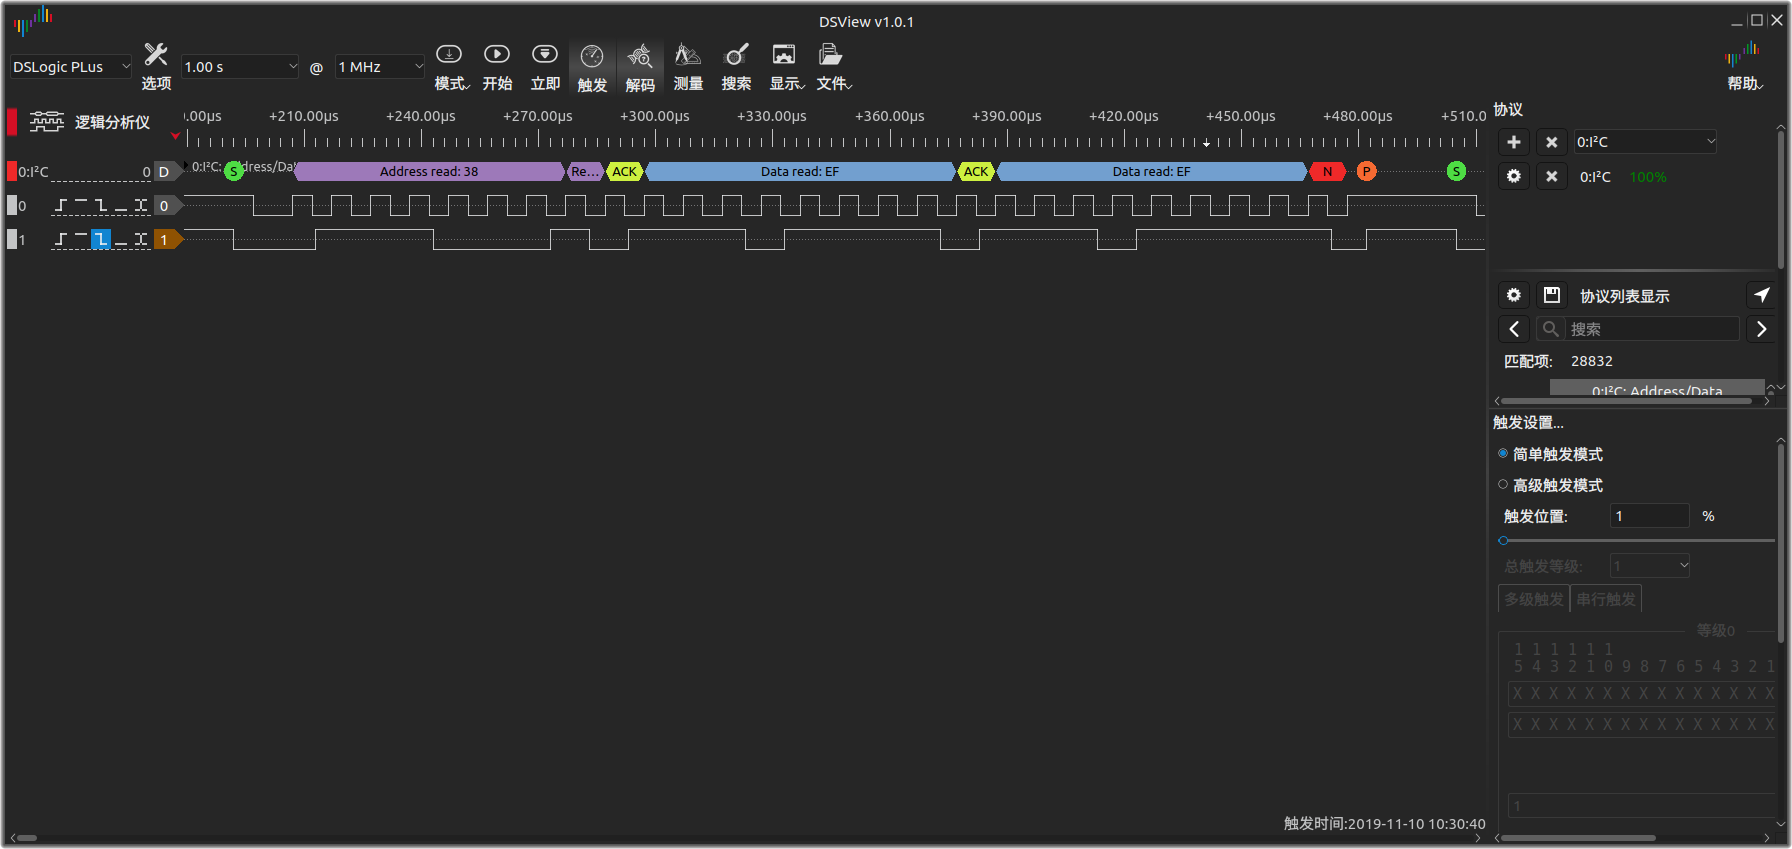 DSView v1.0.1
DSLogic PLus
选项
1.00 s
@
1 MHz
模式
开始
立即
触发
解码
测量
搜索
显示
文件
帮助
逻辑分析仪
).00μs +210.00μs +240.00μs +270.00μs +300.00μs +330.00μs +360.00μs +390.00μs +420.00μs +450.00μs +480.00μs +510.0
0:I²C 0 D 0:I²C: Address/Dat S Address read: 38 Re... ACK Data read: EF ACK Data read: EF N P S
0 0
1 1
协议
0:I²C
0:I²C 100%
协议列表显示
搜索
匹配项: 28832
0:I²C: Address/Data
触发设置...
简单触发模式
高级触发模式
触发位置: 1 %
总触发等级: 1
多级触发 串行触发
等级0
1 1 1 1 1 1
5 4 3 2 1 0 9 8 7 6 5 4 3 2 1
X X X X X X X X X X X X X X X
X X X X X X X X X X X X X X X
1
触发时间:2019-11-10 10:30:40